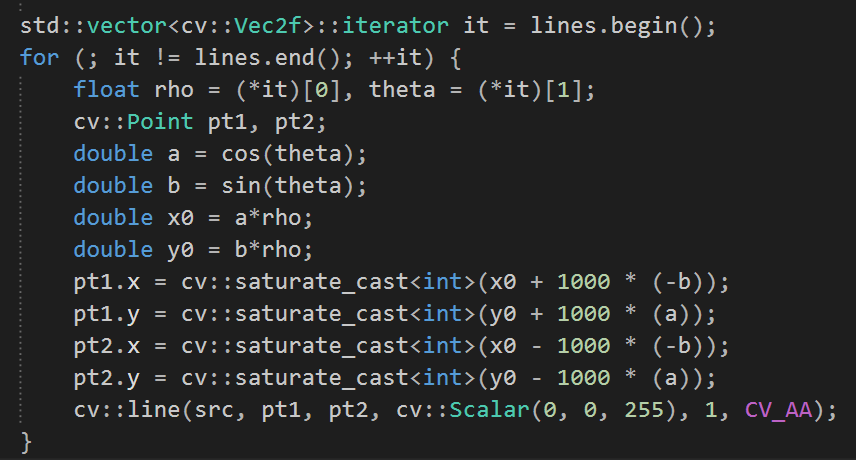 std::vector<cv::Vec2f>::iterator it = lines.begin();
for (; it != lines.end(); ++it) {
    float rho = (*it)[0], theta = (*it)[1];
    cv::Point pt1, pt2;
    double a = cos(theta);
    double b = sin(theta);
    double x0 = a*rho;
    double y0 = b*rho;
    pt1.x = cv::saturate_cast<int>(x0 + 1000 * (-b));
    pt1.y = cv::saturate_cast<int>(y0 + 1000 * (a));
    pt2.x = cv::saturate_cast<int>(x0 - 1000 * (-b));
    pt2.y = cv::saturate_cast<int>(y0 - 1000 * (a));
    cv::line(src, pt1, pt2, cv::Scalar(0, 0, 255), 1, CV_AA);
}